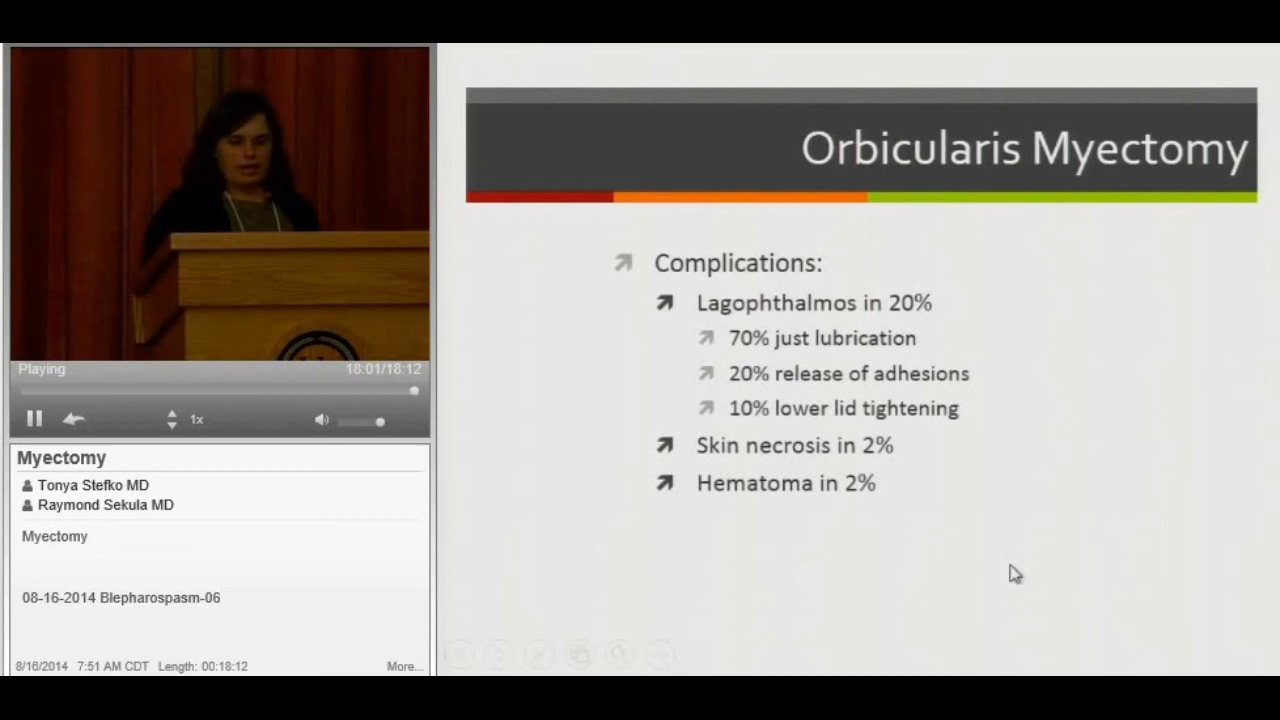 Orbicularis Myectomy
Complications:
Lagophthalmos in 20%
70% just lubrication
20% release of adhesions
10% lower lid tightening
Skin necrosis in 2%
Hematoma in 2%
Playing
18:01/18:12
1x
Myectomy
Tonya Stefko MD
Raymond Sekula MD
Myectomy
08-16-2014 Blepharospasm-06
8/16/2014 7:51 AM CDT Length: 00:18:12 More...